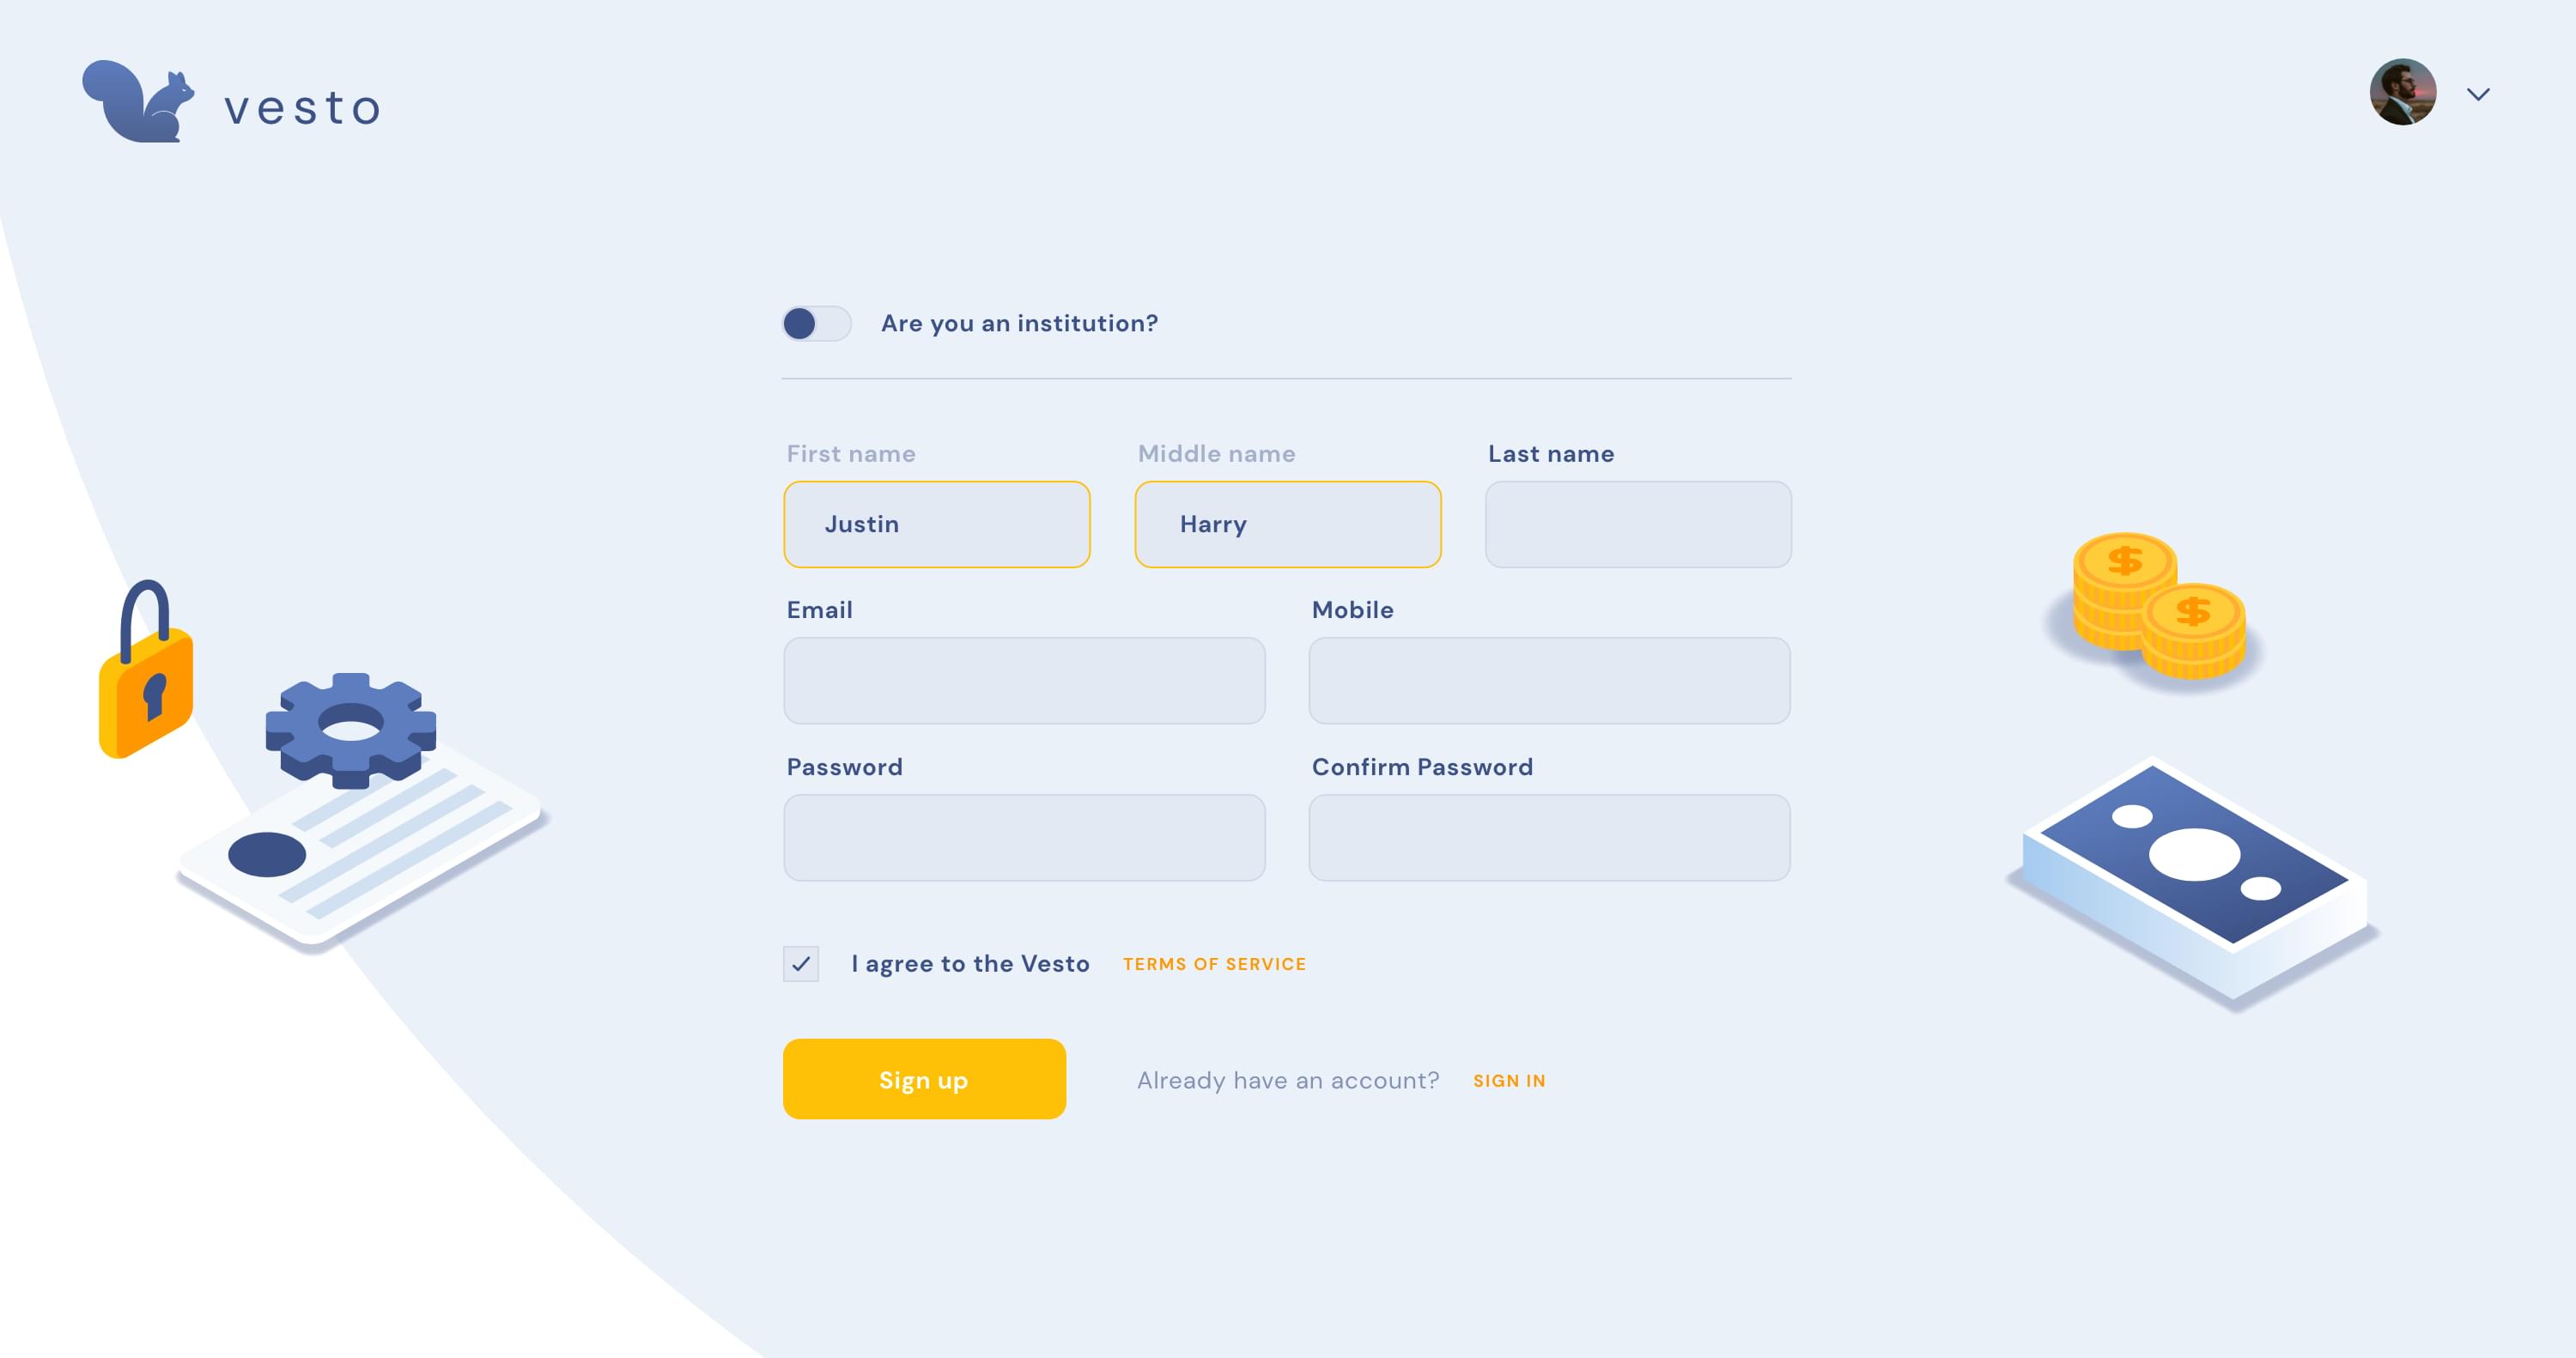 vesto
Are you an institution?
First name
Middle name
Last name
Justin
Harry
Email
Mobile
Password
Confirm Password
I agree to the Vesto TERMS OF SERVICE
Sign up
Already have an account? SIGN IN